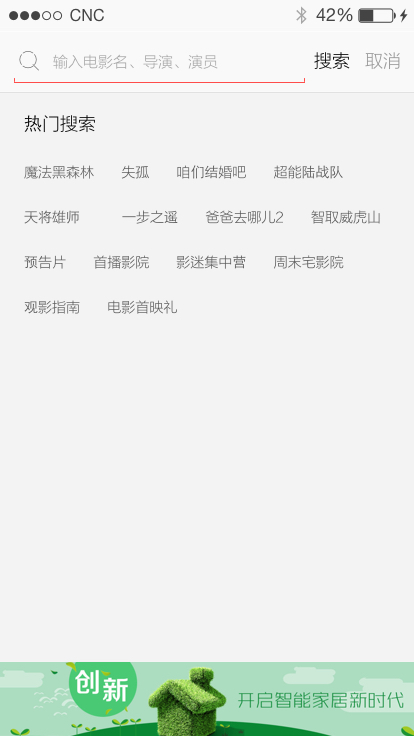 CNC 42%
输入电影名、导演、演员 搜索 取消
热门搜索
魔法黑森林 失孤 咱们结婚吧 超能陆战队
天将雄师 一步之遥 爸爸去哪儿2 智取威虎山
预告片 首播影院 影迷集中营 周末宅影院
观影指南 电影首映礼
创新
开启智能家居新时代